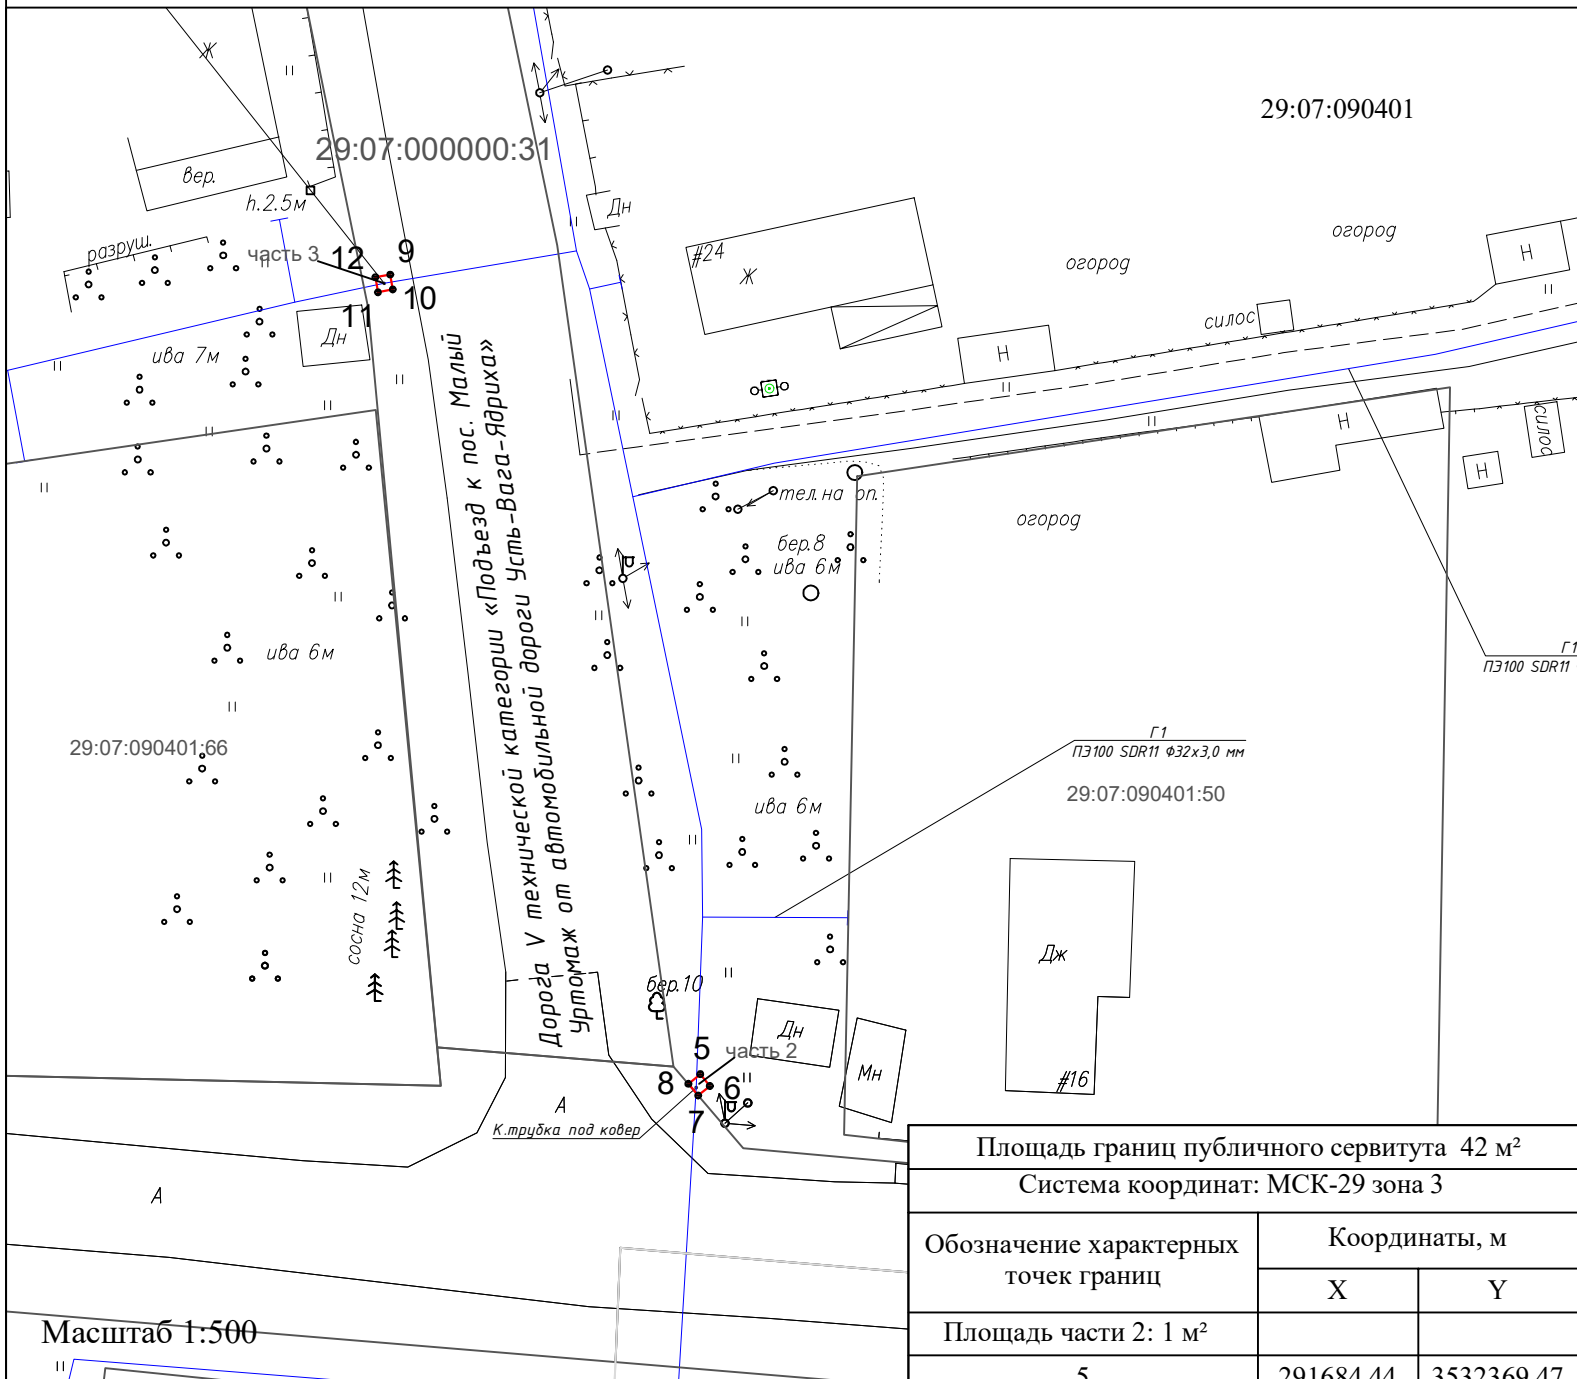 Ж
29:07:090401
29:07:000000:31
вер.
h.2.5м
Дн
разруш.
часть 3
12
9
11
10
Дн
ива 7м
#24
Ж
огород
огород
Н
силос
Н
Н
силос
Н
тел.на оп.
бер.8
ива 6м
огород
Дорога V технической категории «Подъезд к пос. Малый
Уртомаж от автомобильной дороги Усть-Вага-Ядриха»
ива 6м
29:07:090401:66
Г1
ПЭ100 SDR11
Г1
ПЭ100 SDR11 Ф32х3,0 мм
29:07:090401:50
ива 6м
сосна 12м
Дж
#16
бер.10
Дн
Мн
5
часть 2
8
6
7
А
К.трубка под ковер
А
Масштаб 1:500
Площадь границ публичного сервитута 42 м²
Система координат: МСК-29 зона 3
Обозначение характерных
точек границ
Координаты, м
X
Y
Площадь части 2: 1 м²
5
291684.44
3532369.47